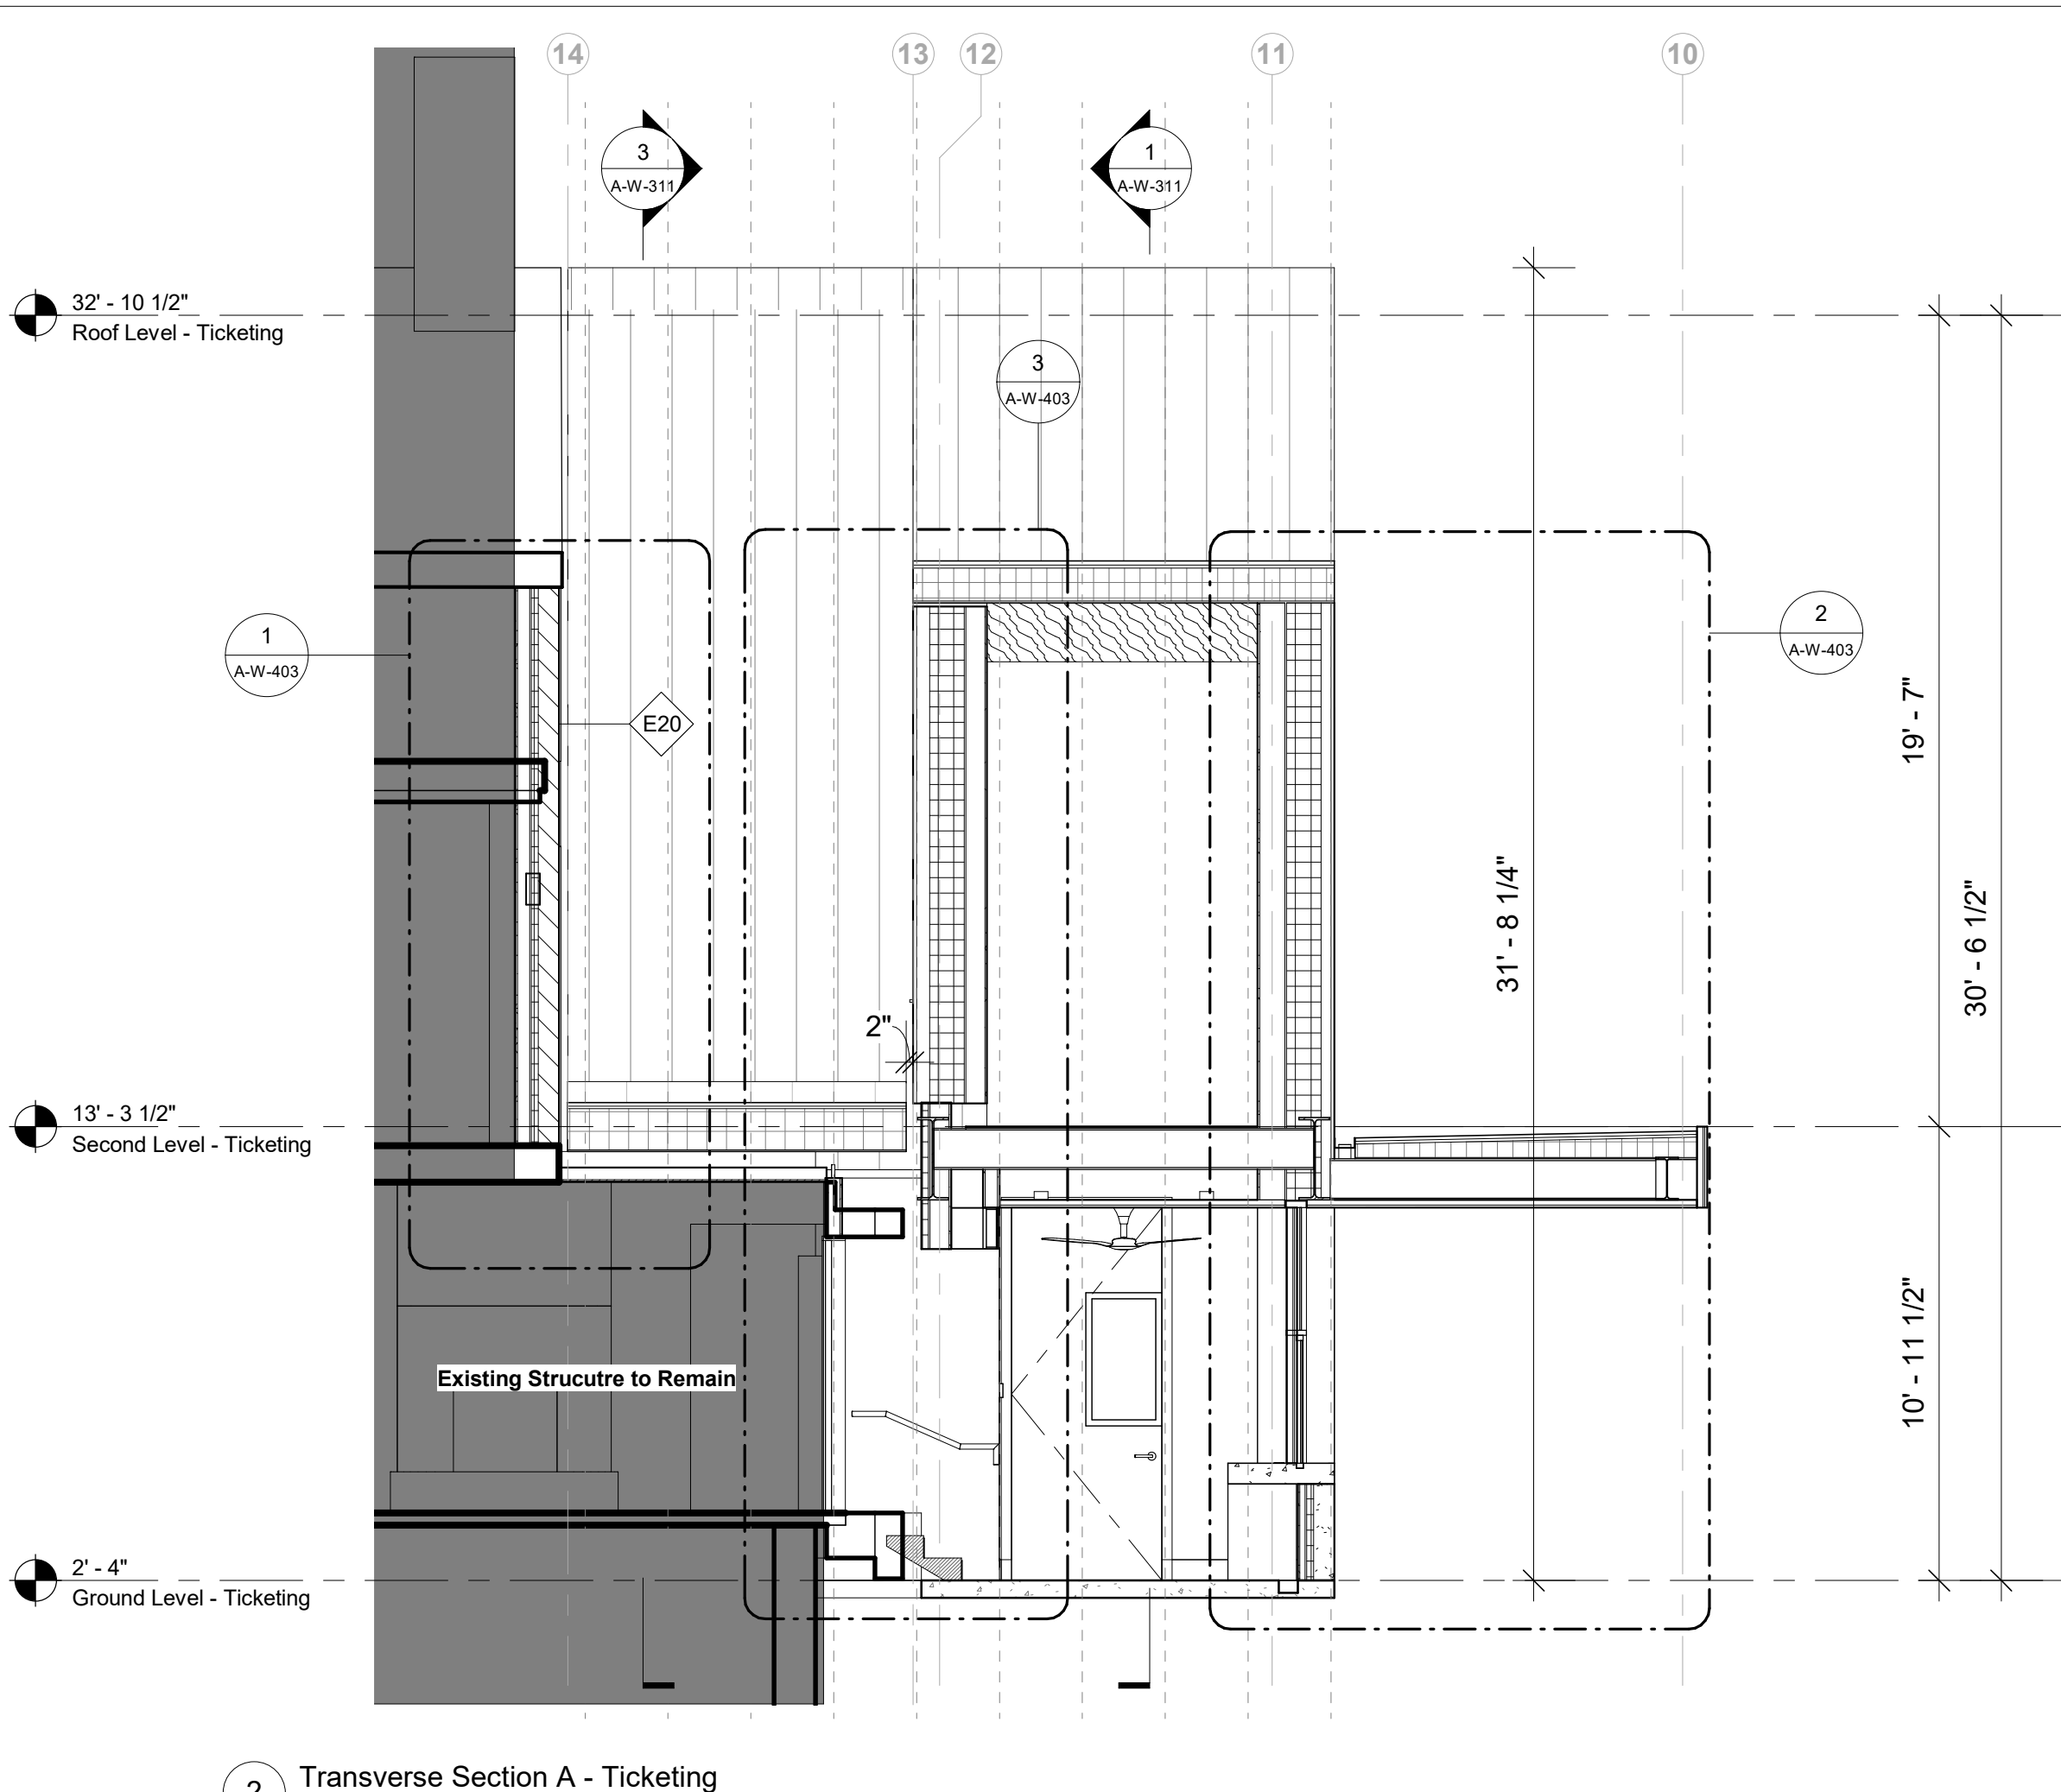 14
13
12
11
10
3
A-W-311
1
A-W-311
32' - 10 1/2"
Roof Level - Ticketing
3
A-W-403
1
A-W-403
2
A-W-403
E20
19' - 7"
31' - 8 1/4"
30' - 6 1/2"
2"
13' - 3 1/2"
Second Level - Ticketing
10' - 11 1/2"
Existing Strucutre to Remain
2' - 4"
Ground Level - Ticketing
2
Transverse Section A - Ticketing